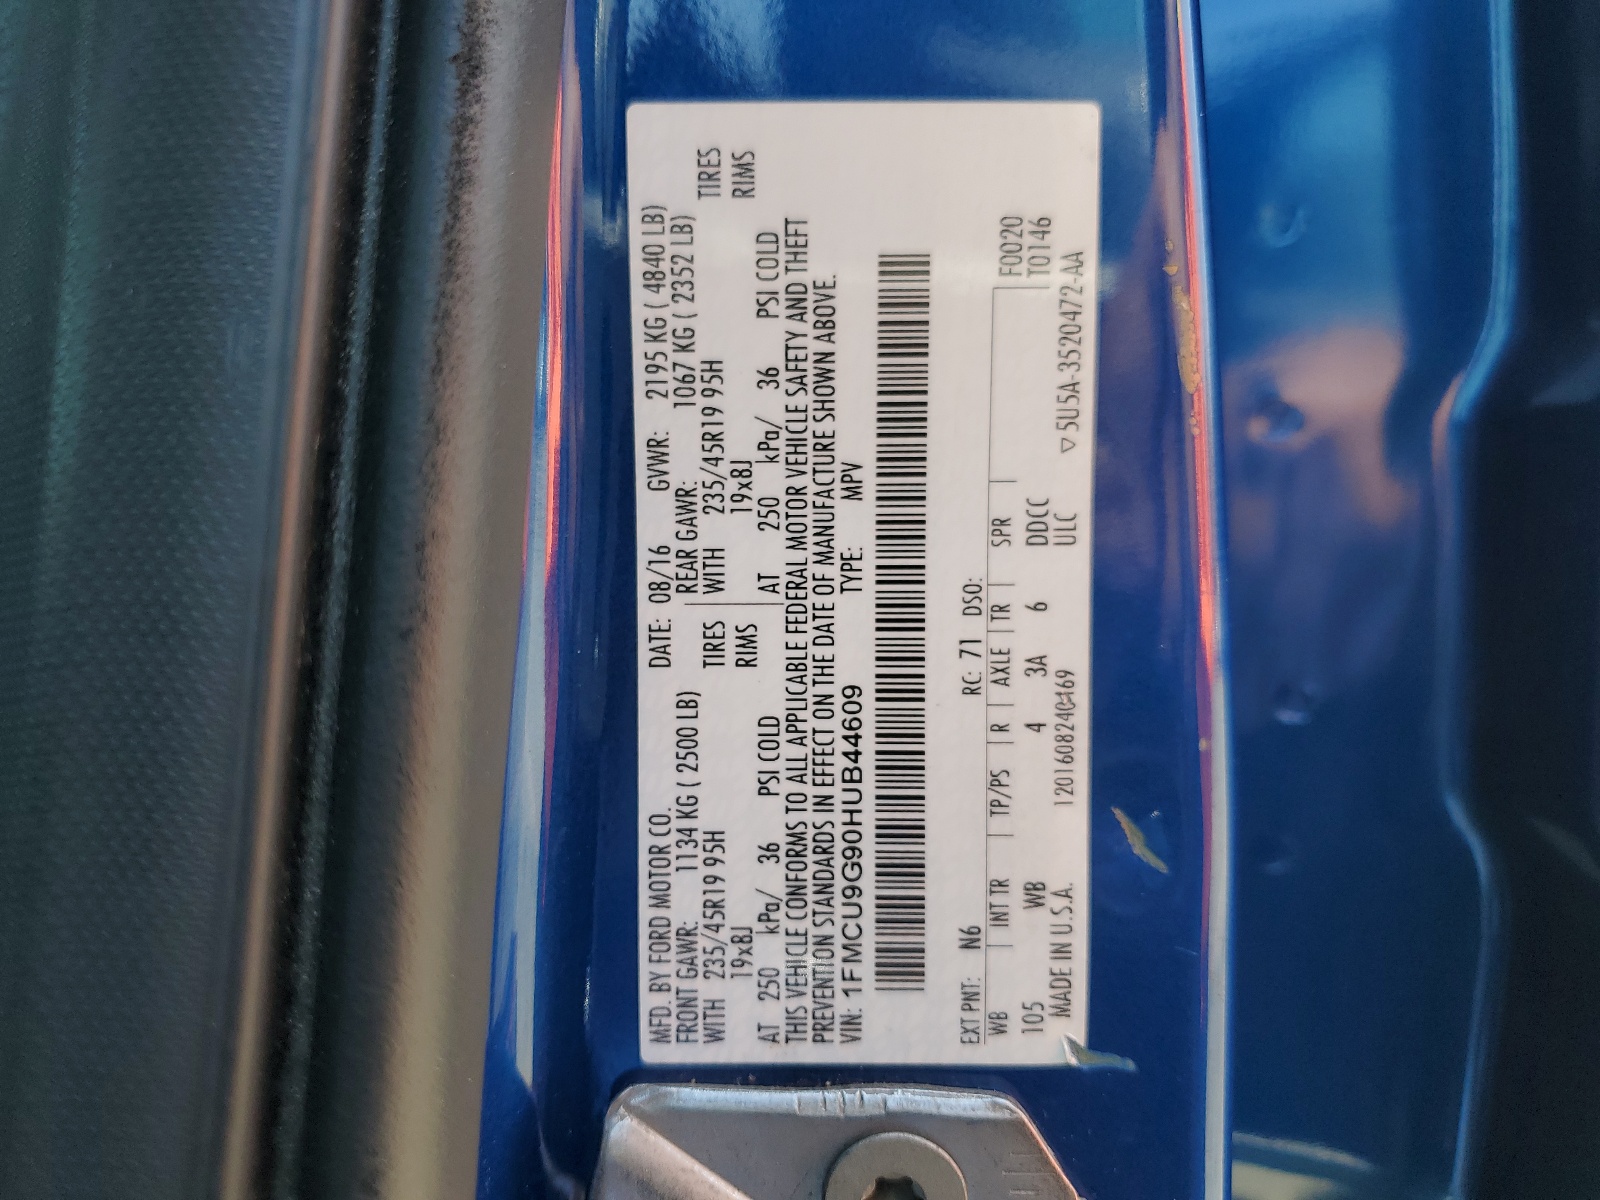 MFD. BY FORD MOTOR CO. DATE: 08/16 GVWR: 2195 KG ( 4840 LB)
FRONT GAWR: 1134 KG ( 2500 LB) REAR GAWR: 1067 KG ( 2352 LB)
WITH 235/45R19 95H TIRES WITH 235/45R19 95H TIRES
19x8J RIMS 19x8J RIMS
AT 250 kPa/ 36 PSI COLD AT 250 kPa/ 36 PSI COLD
THIS VEHICLE CONFORMS TO ALL APPLICABLE FEDERAL MOTOR VEHICLE SAFETY AND THEFT
PREVENTION STANDARDS IN EFFECT ON THE DATE OF MANUFACTURE SHOWN ABOVE.
VIN: 1FMCU9G90HUB44609 TYPE: MPV
EXT PNT: N6 RC: 71 DSO:
WB | INT TR | TP/PS | R | AXLE | TR | SPR | F0020
105 WB 4 3A 6 DDCC T0146
MADE IN U.S.A. ULC ▽5U5A-3520472-AA